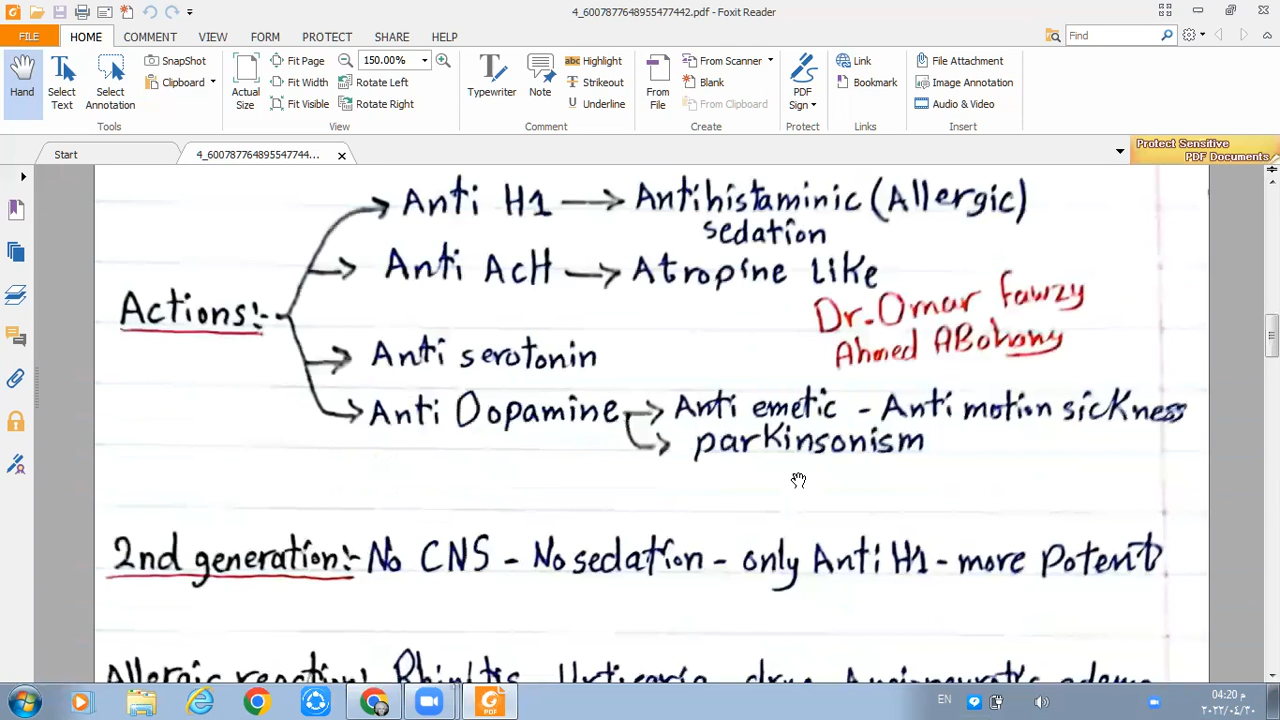 4_6007877648955477442.pdf - Foxit Reader
FILE HOME COMMENT VIEW FORM PROTECT SHARE HELP
Find
Hand
Select Text
Select Annotation
SnapShot
Clipboard
Tools
Actual Size
Fit Page
Fit Width
Fit Visible
150.00%
Rotate Left
Rotate Right
View
Typewriter
Note
Highlight
Strikeout
Underline
Comment
From File
From Scanner
Blank
From Clipboard
Create
PDF Sign
Protect
Link
Bookmark
Links
File Attachment
Image Annotation
Audio & Video
Insert
Start
4_600787764895547744...
Protect Sensitive
PDF Documents
Anti H1 → Antihistaminic (Allergic)
sedation
Anti AcH → Atropine like
Actions:-
Dr. Omar Fawzy
Ahmed ABohany
Anti serotonin
Anti Dopamine → Anti emetic - Anti motion sickness
→ parkinsonism
2nd generation:- No CNS - No sedation - only Anti H1 - more Potent
EN
04:20 م
٢٠٢٢/٠٤/٣٠